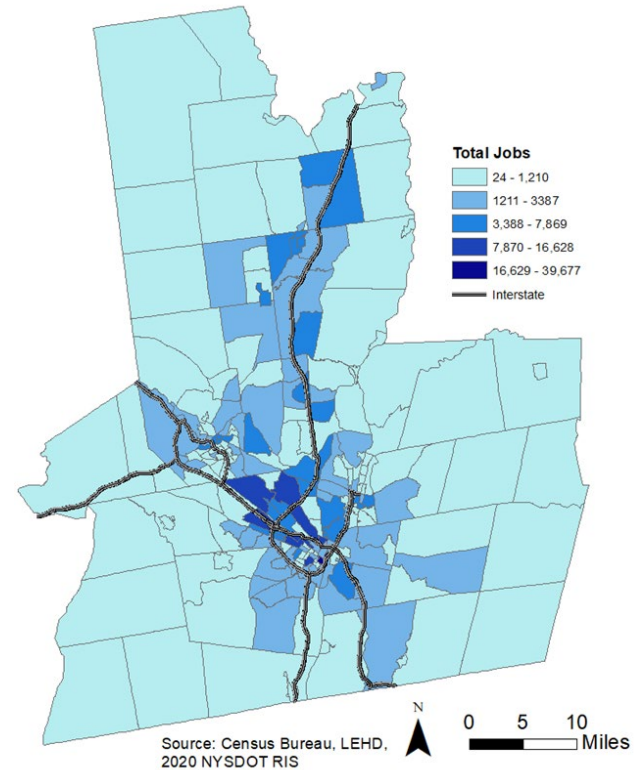 Total Jobs
24 - 1,210
1211 - 3387
3,388 - 7,869
7,870 - 16,628
16,629 - 39,677
Interstate
N
0 5 10
Miles
Source: Census Bureau, LEHD,
2020 NYSDOT RIS